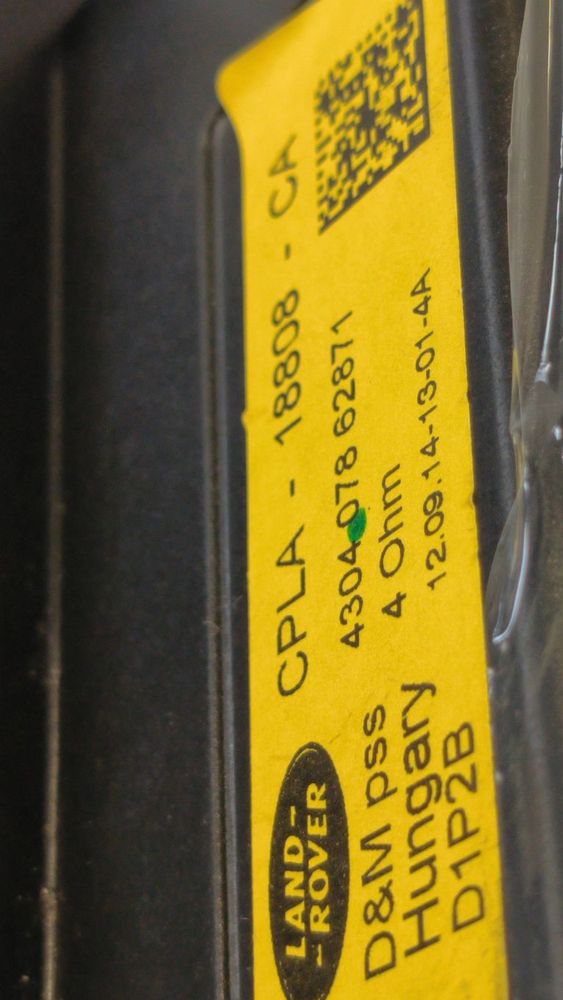 LAND-
-ROVER
CPLA - 18808 - CA
4304 078 62871
4 Ohm
12.09.14-13-01-4A
D&M pss
Hungary
D1P2B